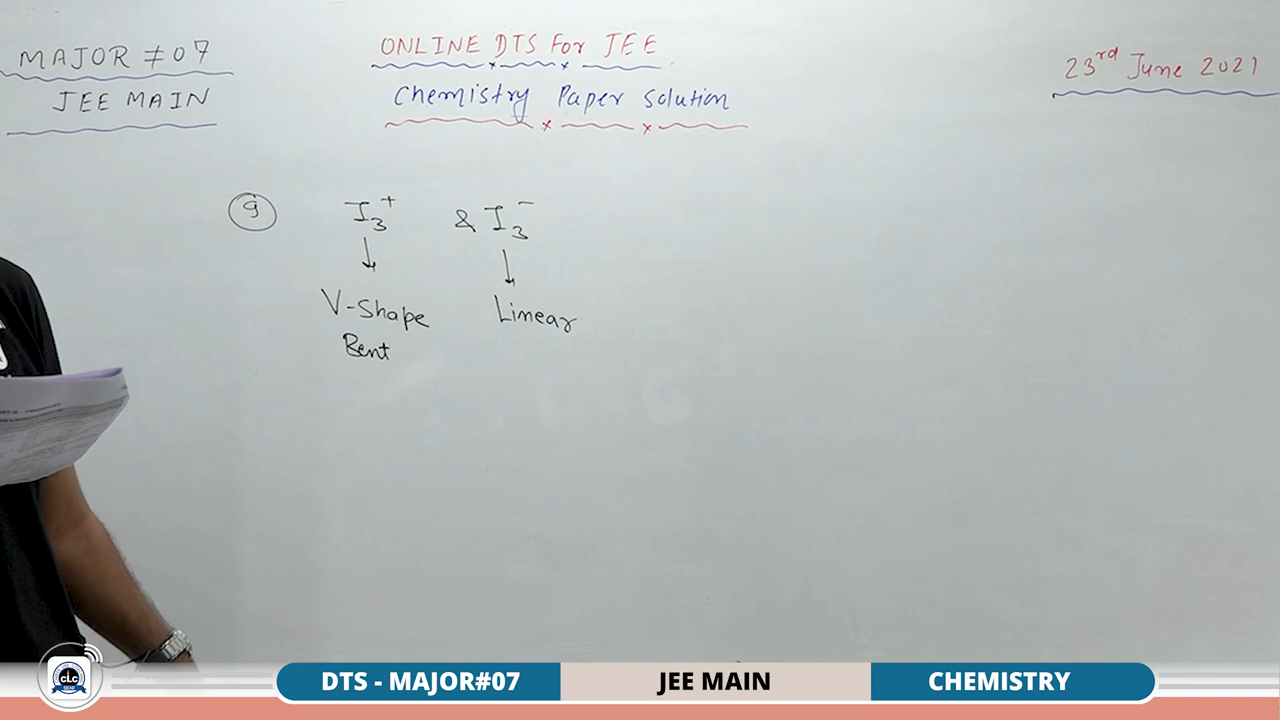 MAJOR # 07
JEE MAIN
ONLINE DTS For JEE
Chemistry Paper Solution
23rd June 2021
9 I3+ & I3-
↓ ↓
V-Shape Linear
Bent
CLC
DTS - MAJOR#07 JEE MAIN CHEMISTRY